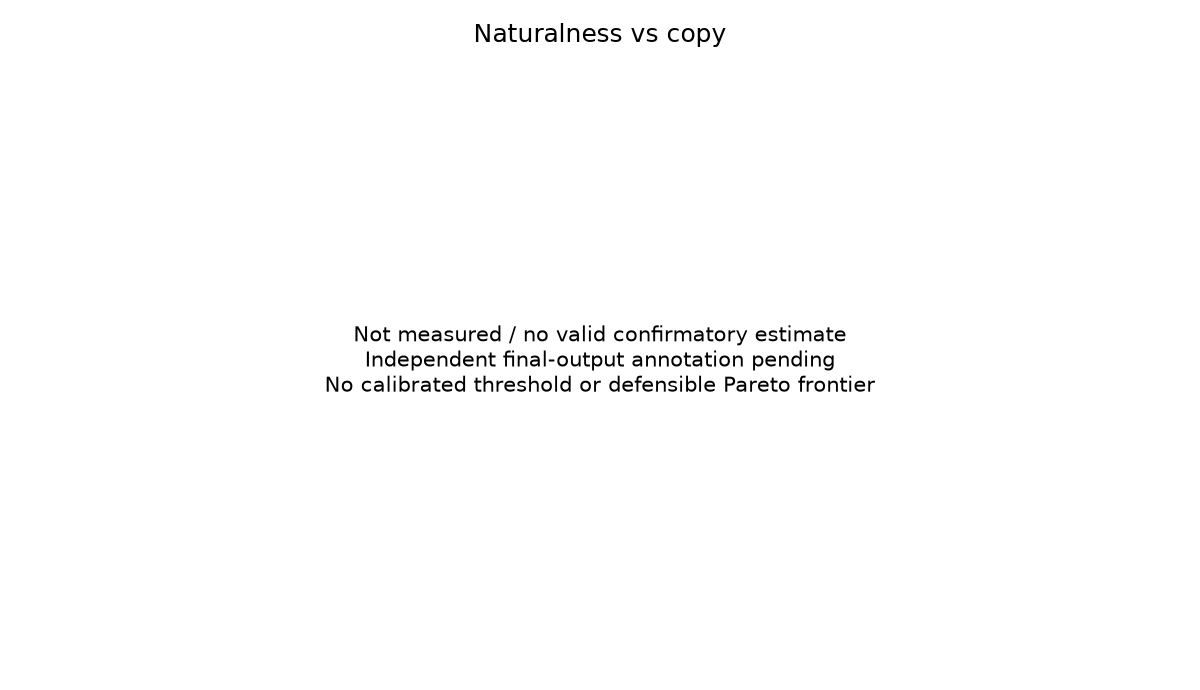 Naturalness vs copy
Not measured / no valid confirmatory estimate
Independent final-output annotation pending
No calibrated threshold or defensible Pareto frontier